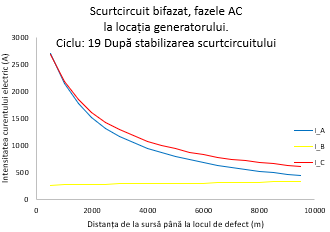 Scurtcircuit bifazat, fazele AC
la locația generatorului.
Ciclu: 19 După stabilizarea scurtcircuitului
Intensitatea curentului electric (A)
3000
2500
2000
1500
1000
500
0
I_A
I_B
I_C
0 2000 4000 6000 8000 10000
Distanța de la sursă până la locul de defect (m)